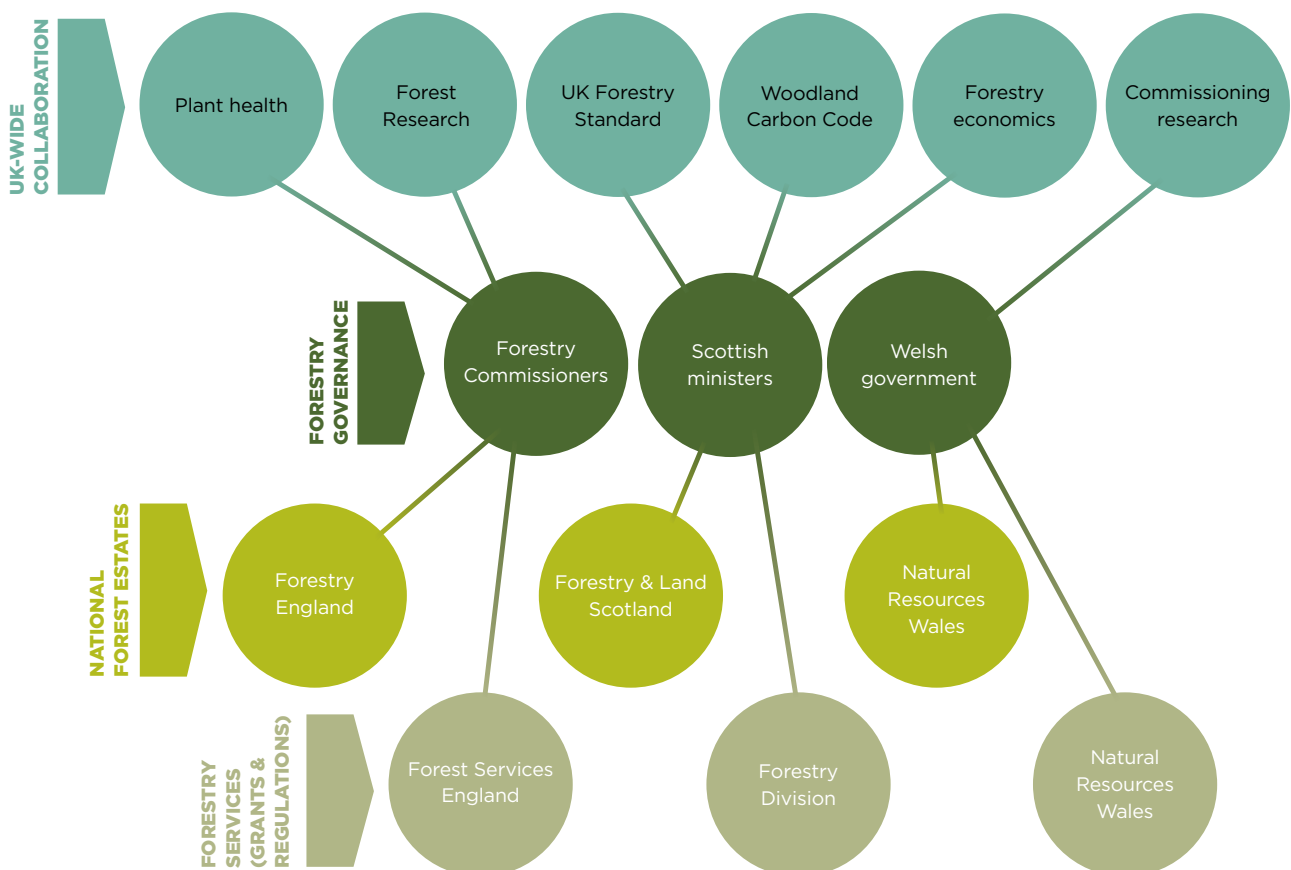 UK-WIDE
COLLABORATION
Plant health
Forest
Research
UK Forestry
Standard
Woodland
Carbon Code
Forestry
economics
Commissioning
research
FORESTRY
GOVERNANCE
Forestry
Commissioners
Scottish
ministers
Welsh
government
NATIONAL
FOREST ESTATES
Forestry
England
Forestry & Land
Scotland
Natural
Resources
Wales
FORESTRY
SERVICES
(GRANTS &
REGULATIONS)
Forest Services
England
Forestry
Division
Natural
Resources
Wales